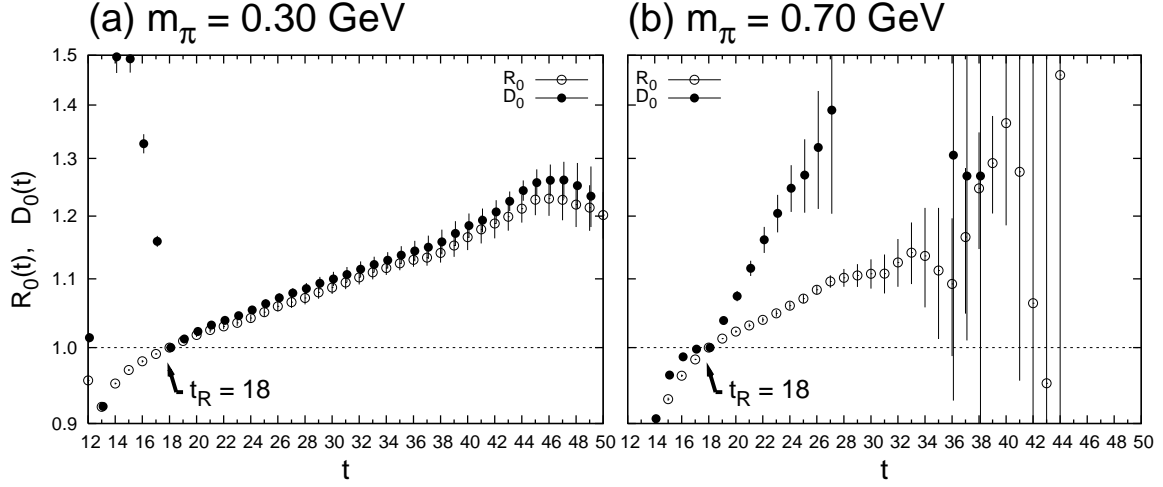 (a) mπ = 0.30 GeV
(b) mπ = 0.70 GeV
R0(t), D0(t)
1.5
1.4
1.3
1.2
1.1
1.0
0.9
R0
D0
tR = 18
12 14 16 18 20 22 24 26 28 30 32 34 36 38 40 42 44 46 48 50
t
R0
D0
tR = 18
12 14 16 18 20 22 24 26 28 30 32 34 36 38 40 42 44 46 48 50
t